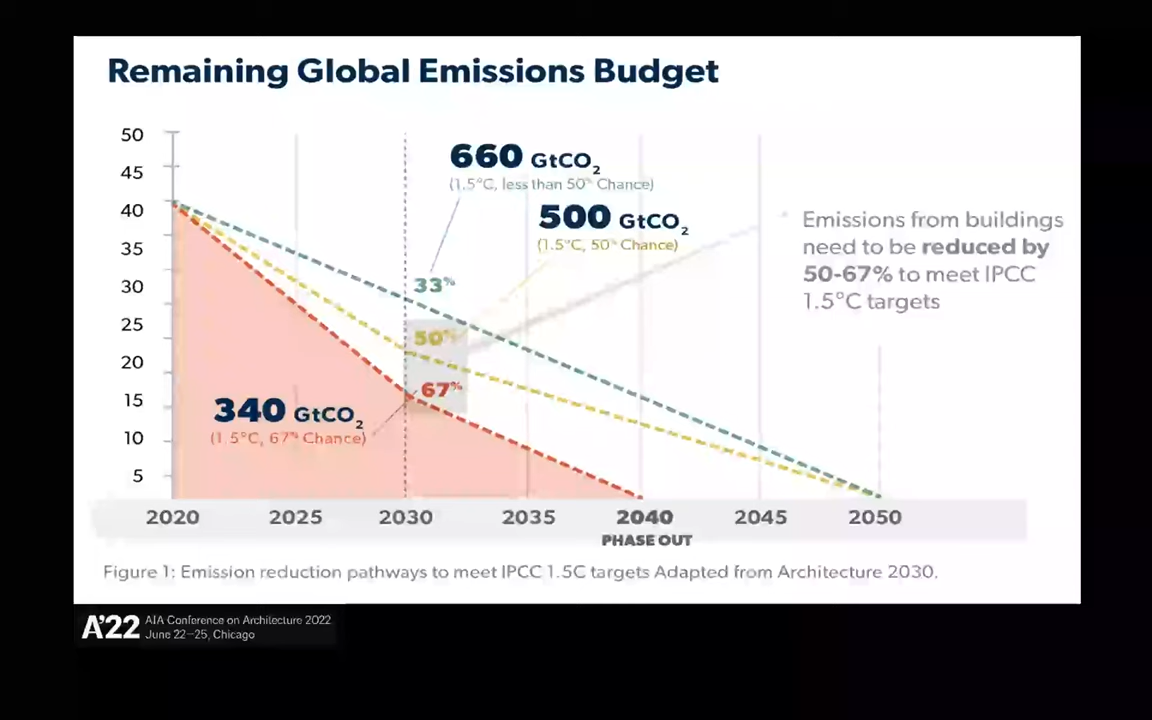 Remaining Global Emissions Budget
50
45
40
35
30
25
20
15
10
5
660 GtCO₂
(1.5°C, less than 50% Chance)
500 GtCO₂
(1.5°C, 50% Chance)
33%
50%
67%
340 GtCO₂
(1.5°C, 67% Chance)
Emissions from buildings
need to be reduced by
50-67% to meet IPCC
1.5°C targets
2020 2025 2030 2035 2040 2045 2050
PHASE OUT
Figure 1: Emission reduction pathways to meet IPCC 1.5C targets Adapted from Architecture 2030.
A'22
AIA Conference on Architecture 2022
June 22–25, Chicago